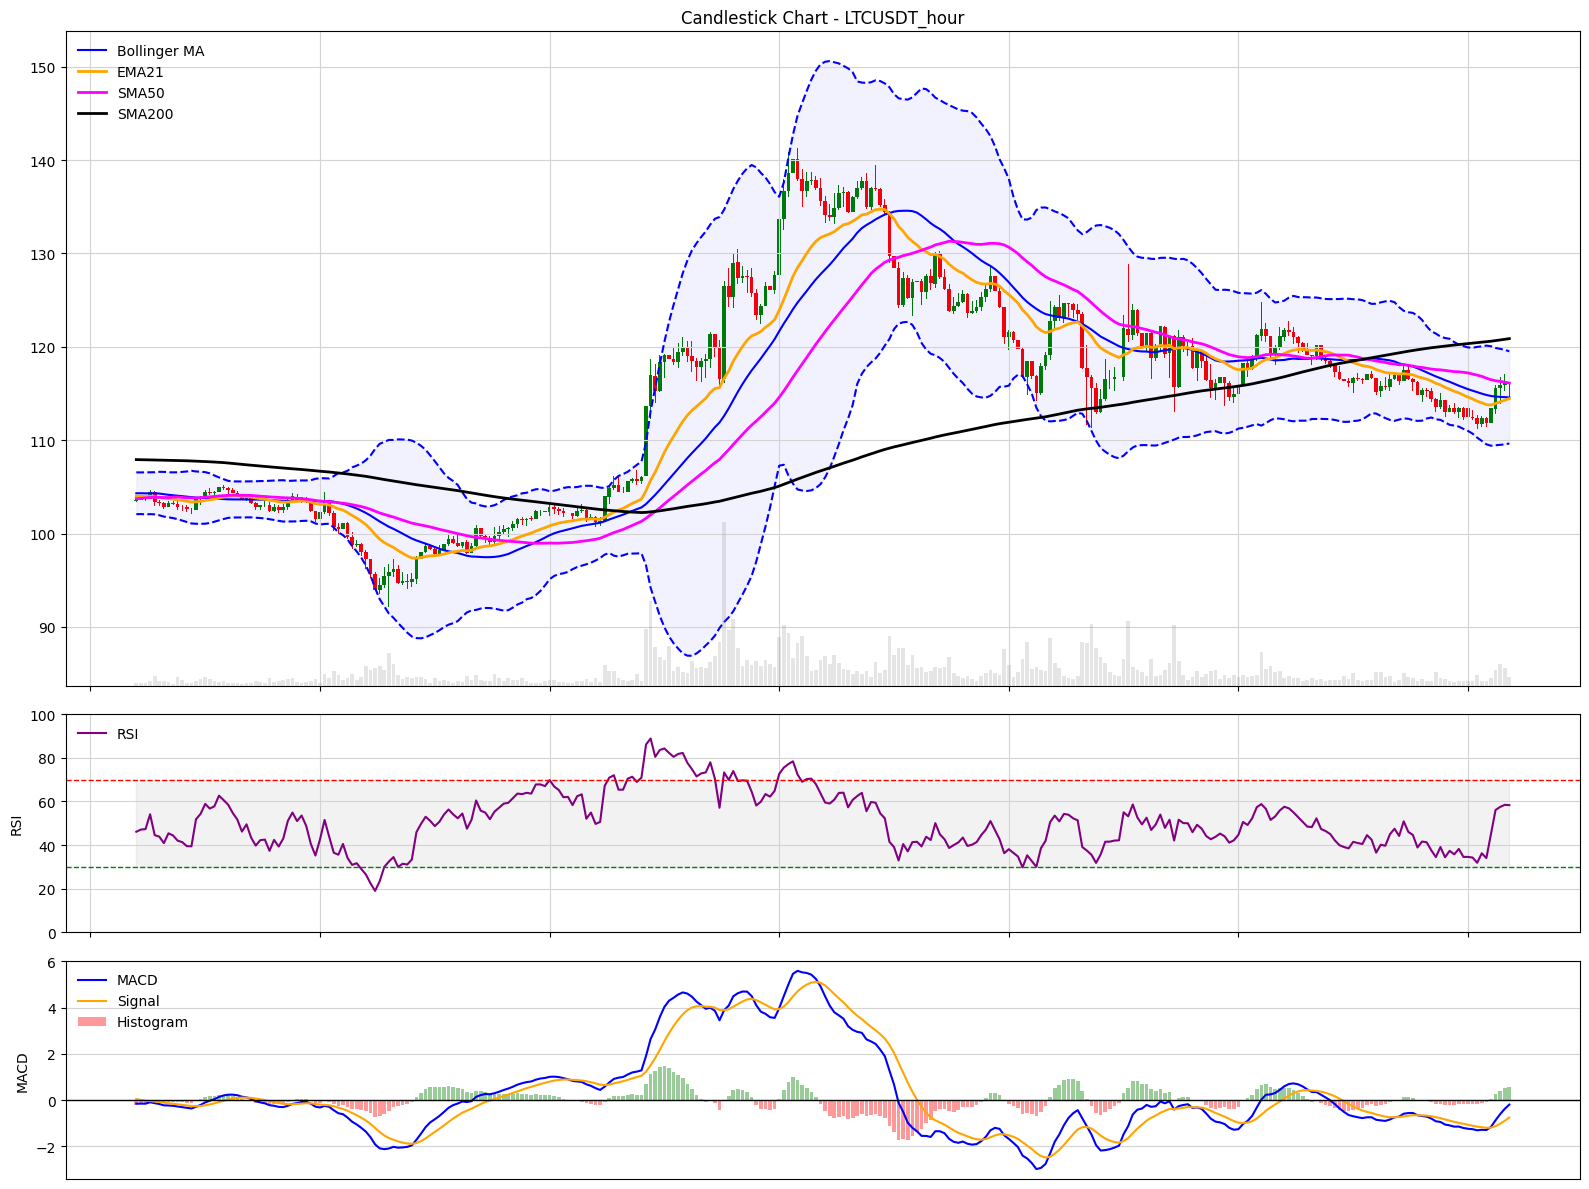 Candlestick Chart - LTCUSDT_hour
Bollinger MA
EMA21
SMA50
SMA200
150
140
130
120
110
100
90
RSI
100
80
60
40
20
0
RSI
MACD
Signal
Histogram
6
4
2
0
−2
MACD